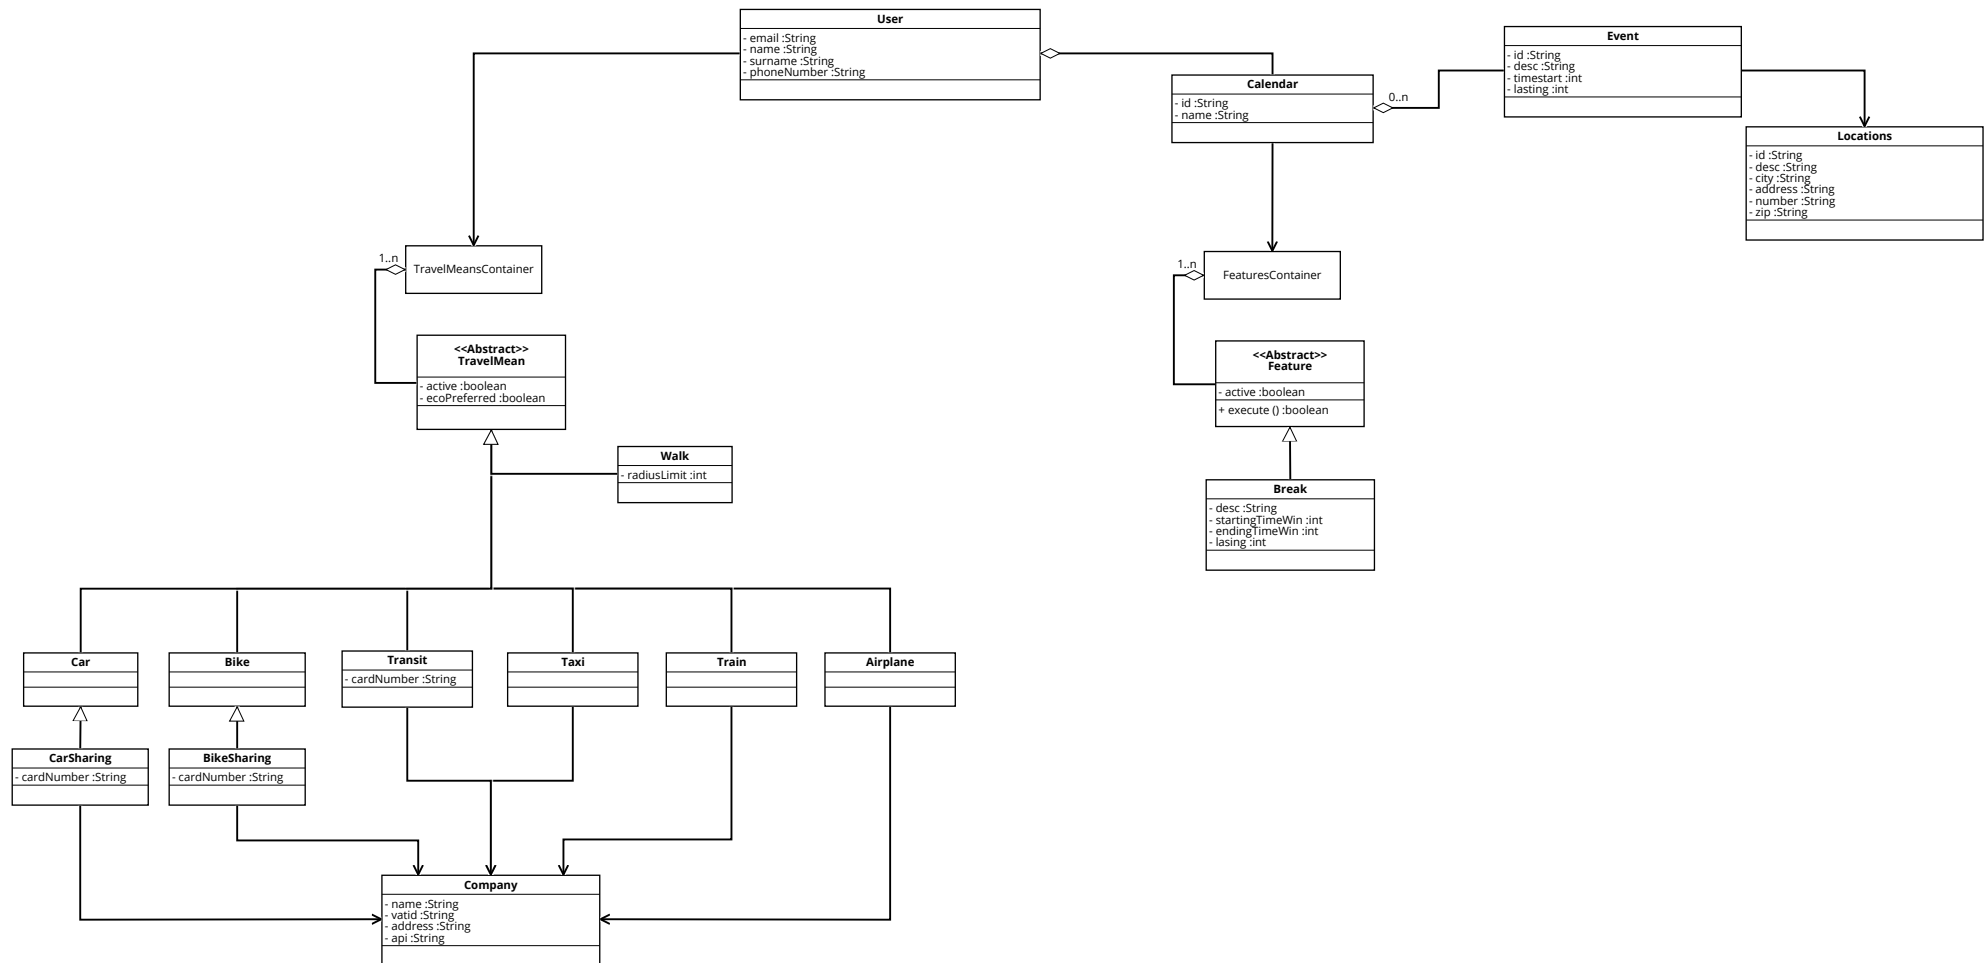 User
- email :String
- name :String
- surname :String
- phoneNumber :String
Event
- id :String
- desc :String
- timestart :int
- lasting :int
Calendar
- id :String
- name :String
0..n
Locations
- id :String
- desc :String
- city :String
- address :String
- number :String
- zip :String
1..n
TravelMeansContainer
1..n
FeaturesContainer
<<Abstract>>
TravelMean
- active :boolean
- ecoPreferred :boolean
<<Abstract>>
Feature
- active :boolean
+ execute () :boolean
Walk
- radiusLimit :int
Break
- desc :String
- startingTimeWin :int
- endingTimeWin :int
- lasing :int
Car
Bike
Transit
- cardNumber :String
Taxi
Train
Airplane
CarSharing
- cardNumber :String
BikeSharing
- cardNumber :String
Company
- name :String
- vatid :String
- address :String
- api :String